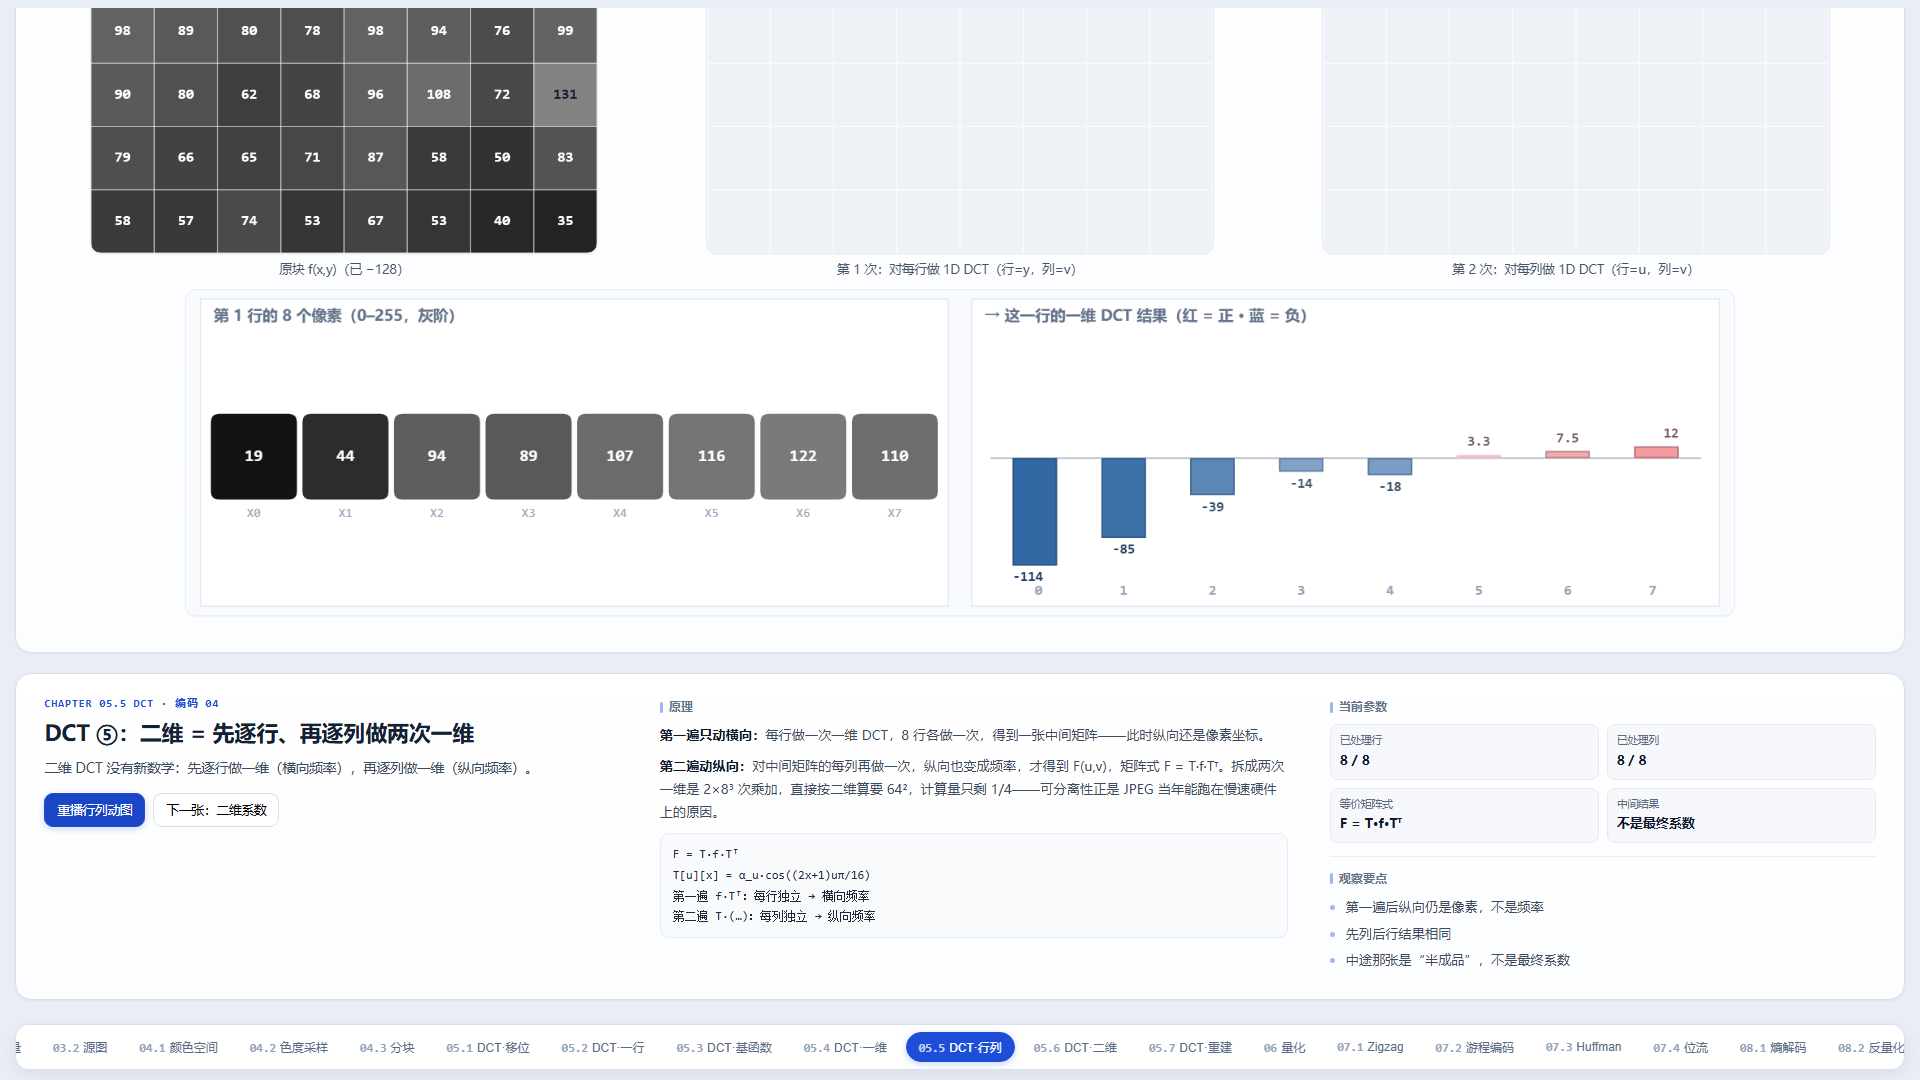 98 89 80 78 98 94 76 99
90 80 62 68 96 108 72 131
79 66 65 71 87 58 50 83
58 57 74 53 67 53 40 35
原块 f(x,y)（已 −128）
第 1 次：对每行做 1D DCT（行=y，列=v）
第 2 次：对每列做 1D DCT（行=u，列=v）
第 1 行的 8 个像素（0–255，灰阶）
19 44 94 89 107 116 122 110
X0 X1 X2 X3 X4 X5 X6 X7
→ 这一行的一维 DCT 结果（红 = 正 • 蓝 = 负）
-114 -85 -39 -14 -18 3.3 7.5 12
0 1 2 3 4 5 6 7
CHAPTER 05.5 DCT · 编码 04
DCT ⑤：二维 = 先逐行、再逐列做两次一维
二维 DCT 没有新数学：先逐行做一维（横向频率），再逐列做一维（纵向频率）。
重播行列动图
下一张：二维系数
原理
第一遍只动横向：每行做一次一维 DCT，8 行各做一次，得到一张中间矩阵——此时纵向还是像素坐标。
第二遍动纵向：对中间矩阵的每列再做一次，纵向也变成频率，才得到 F(u,v)，矩阵式 F = T·f·Tᵀ。拆成两次
一维是 2×8³ 次乘加，直接按二维算要 64²，计算量只剩 1/4——可分离性正是 JPEG 当年能跑在慢速硬件
上的原因。
F = T·f·Tᵀ
T[u][x] = α_u·cos((2x+1)uπ/16)
第一遍 f·Tᵀ：每行独立 → 横向频率
第二遍 T·(…)：每列独立 → 纵向频率
当前参数
已处理行
8 / 8
已处理列
8 / 8
等价矩阵式
F = T·f·Tᵀ
中间结果
不是最终系数
观察要点
第一遍后纵向仍是像素，不是频率
先列后行结果相同
中途那张是“半成品”，不是最终系数
03.2 源图
04.1 颜色空间
04.2 色度采样
04.3 分块
05.1 DCT·移位
05.2 DCT·一行
05.3 DCT·基函数
05.4 DCT·一维
05.5 DCT·行列
05.6 DCT·二维
05.7 DCT·重建
06 量化
07.1 Zigzag
07.2 游程编码
07.3 Huffman
07.4 位流
08.1 熵解码
08.2 反量化